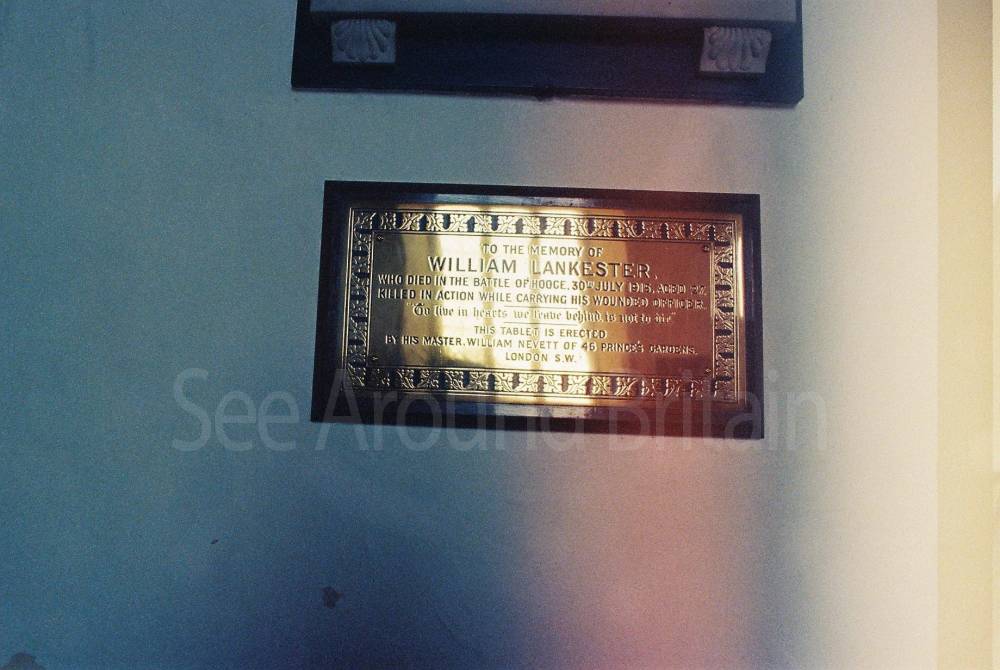 TO THE MEMORY OF
WILLIAM LANKESTER.
WHO DIED IN THE BATTLE OF HOOGE. 30TH JULY 1915. AGED 27.
KILLED IN ACTION WHILE CARRYING HIS WOUNDED OFFICER.
"To live in hearts we leave behind is not to die"
THIS TABLET IS ERECTED
BY HIS MASTER. WILLIAM NEVETT OF 46 PRINCE'S GARDENS.
LONDON S.W.
See Around Britain